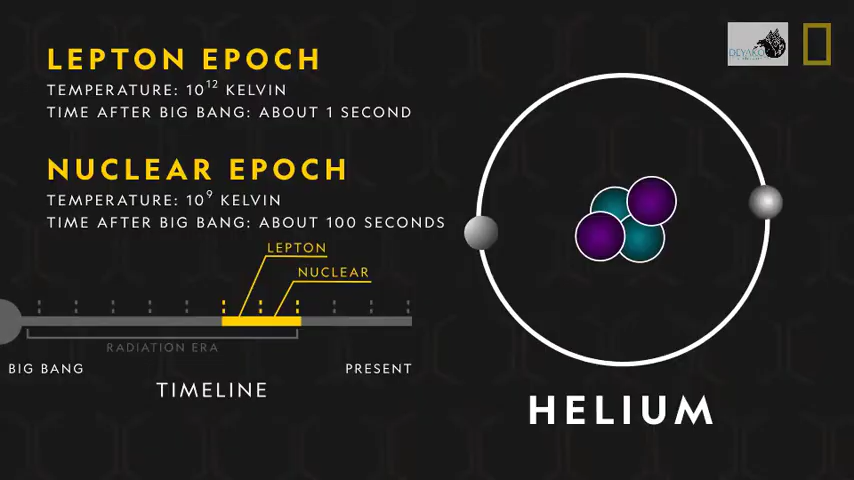 LEPTON EPOCH
TEMPERATURE: 10¹² KELVIN
TIME AFTER BIG BANG: ABOUT 1 SECOND
NUCLEAR EPOCH
TEMPERATURE: 10⁹ KELVIN
TIME AFTER BIG BANG: ABOUT 100 SECONDS
LEPTON
NUCLEAR
RADIATION ERA
BIG BANG
PRESENT
TIMELINE
HELIUM
DEYAKO